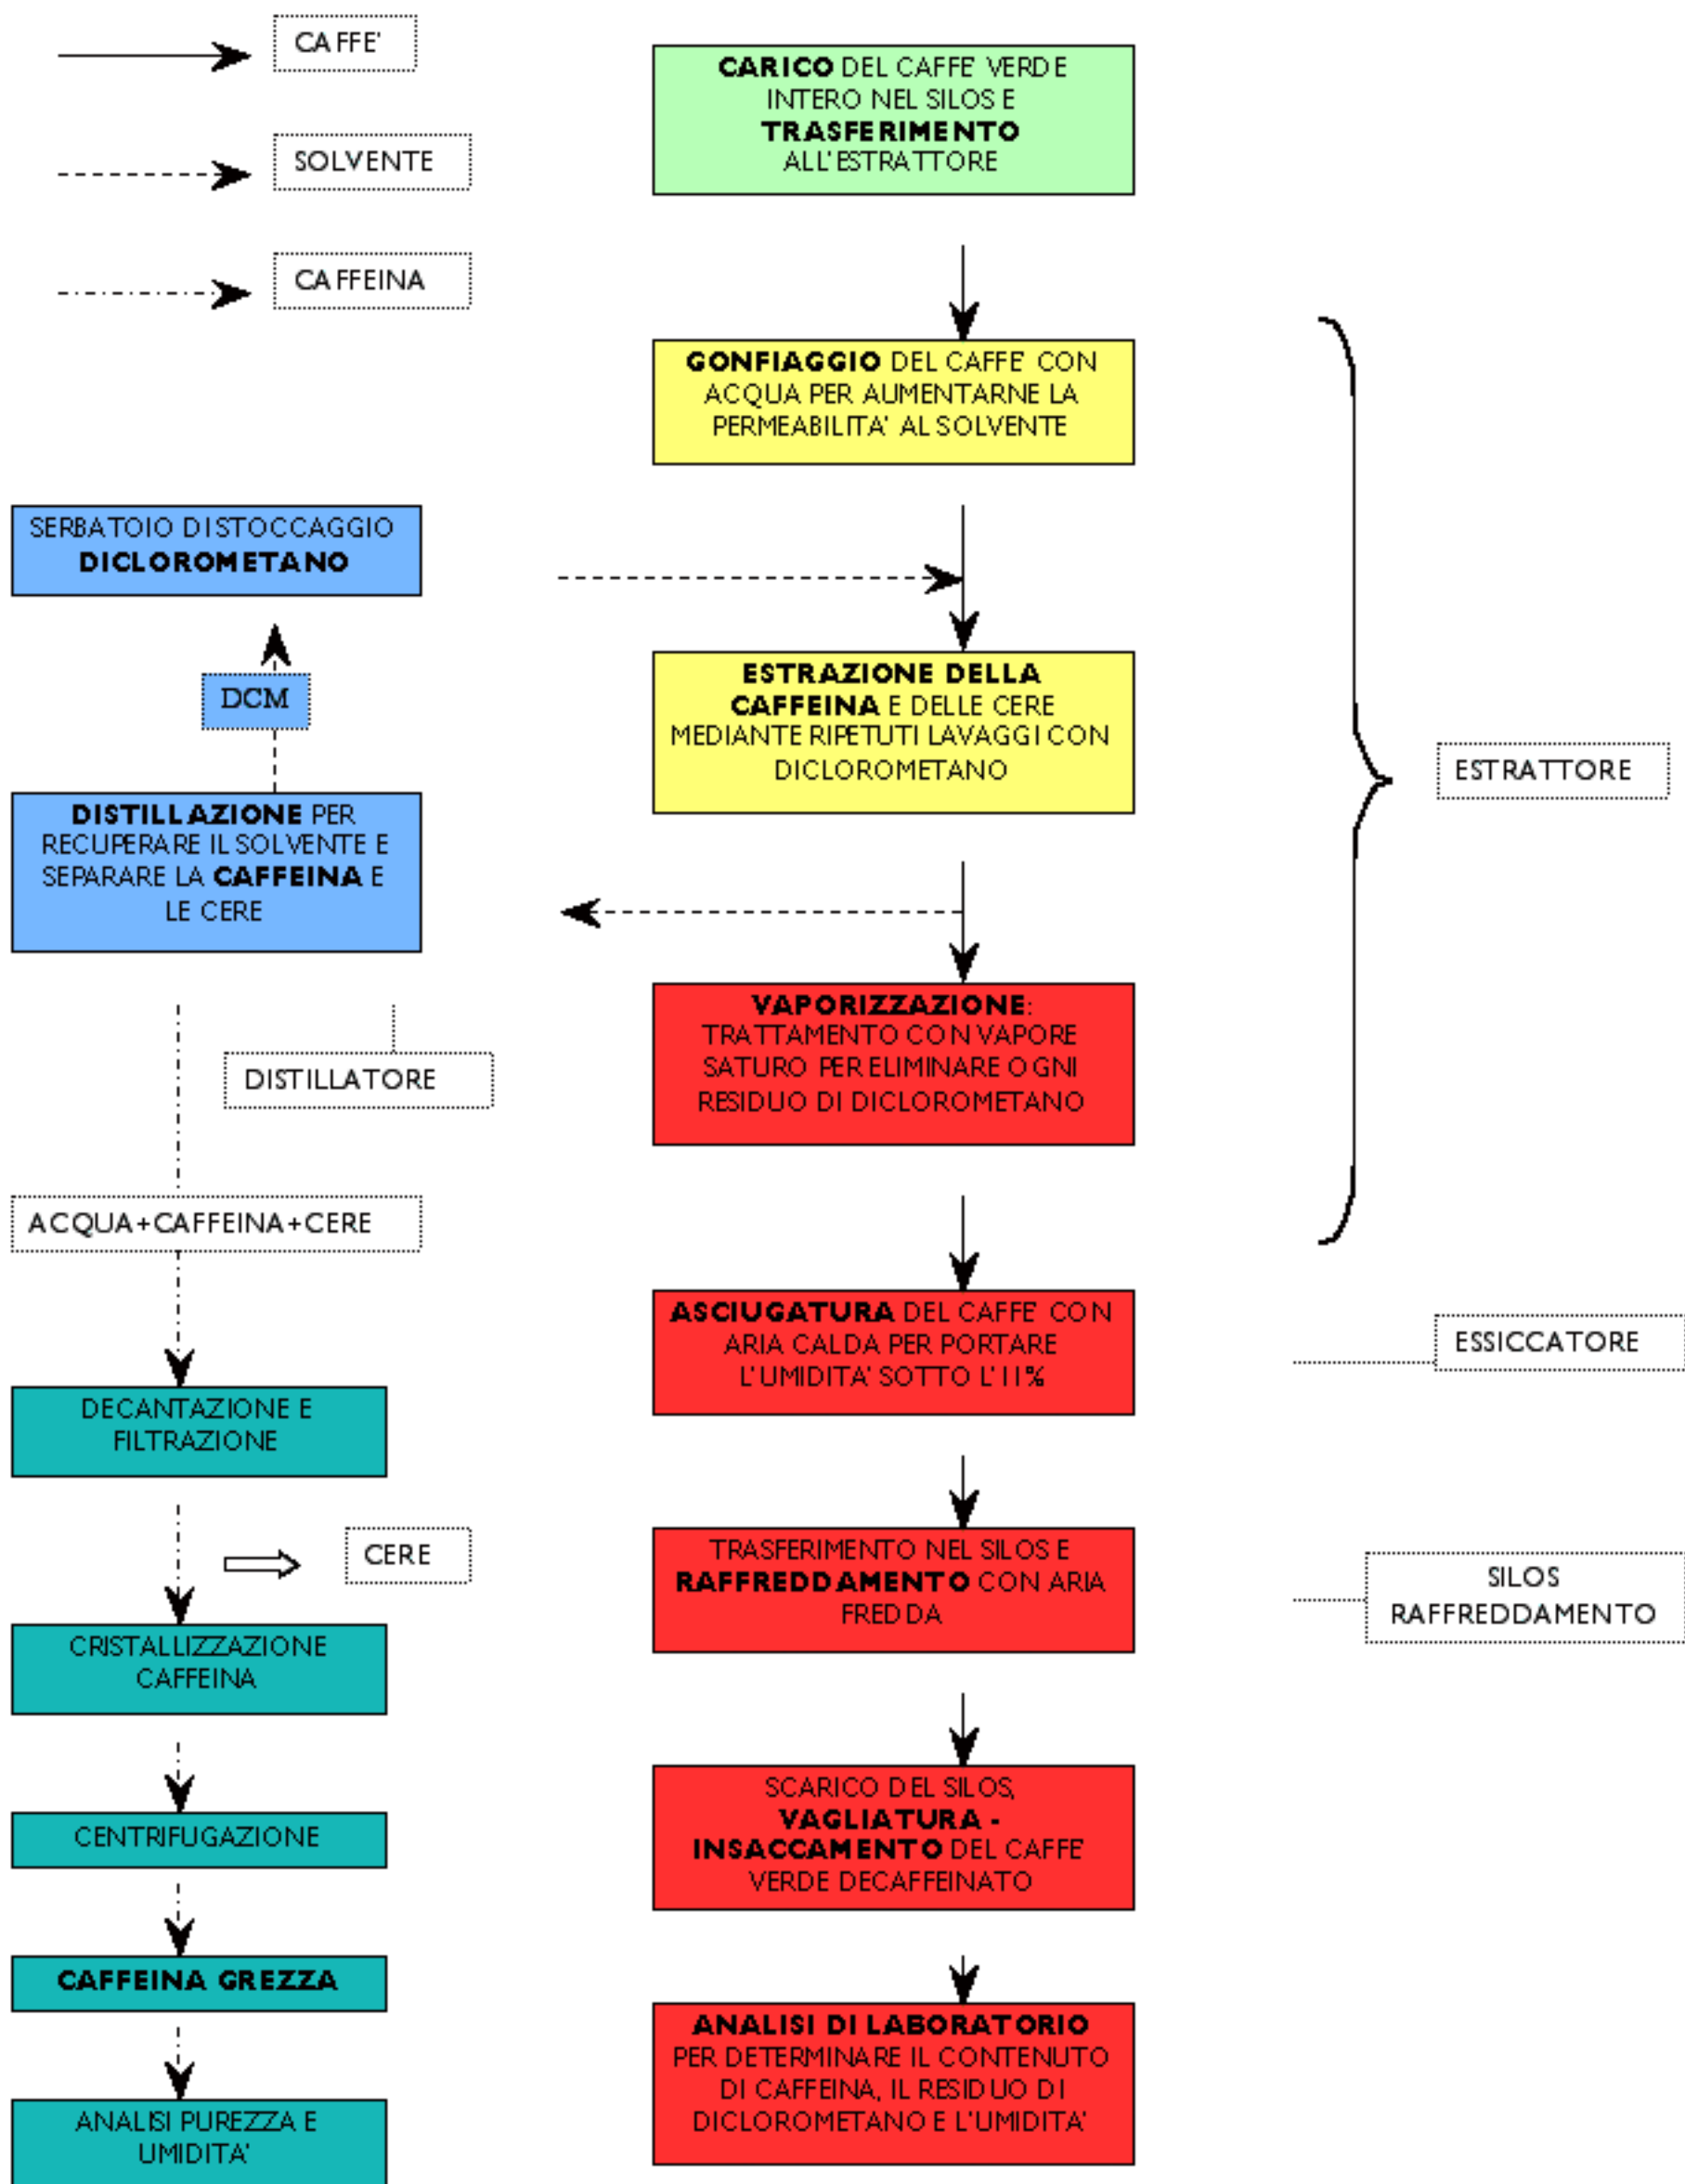 CAFFE'
SOLVENTE
CAFFEINA
CARICO DEL CAFFE' VERDE
INTERO NEL SILOS E
TRASFERIMENTO
ALL'ESTRATTORE
GONFIAGGIO DEL CAFFE' CON
ACQUA PER AUMENTARNE LA
PERMEABILITA' AL SOLVENTE
SERBATOIO DI STOCCAGGIO
DICLOROMETANO
DCM
ESTRAZIONE DELLA
CAFFEINA E DELLE CERE
MEDIANTE RIPETUTI LAVAGGI CON
DICLOROMETANO
ESTRATTORE
DISTILLAZIONE PER
RECUPERARE IL SOLVENTE E
SEPARARE LA CAFFEINA E
LE CERE
VAPORIZZAZIONE:
TRATTAMENTO CON VAPORE
SATURO PER ELIMINARE OGNI
RESIDUO DI DICLOROMETANO
DISTILLATORE
ACQUA+CAFFEINA+CERE
ASCIUGATURA DEL CAFFE' CON
ARIA CALDA PER PORTARE
L'UMIDITA' SOTTO L'11%
ESSICCATORE
DECANTAZIONE E
FILTRAZIONE
CERE
TRASFERIMENTO NEL SILOS E
RAFFREDDAMENTO CON ARIA
FREDDA
SILOS
RAFFREDDAMENTO
CRISTALLIZZAZIONE
CAFFEINA
SCARICO DEL SILOS,
VAGLIATURA -
INSACCAMENTO DEL CAFFE'
VERDE DECAFFEINATO
CENTRIFUGAZIONE
CAFFEINA GREZZA
ANALISI DI LABORATORIO
PER DETERMINARE IL CONTENUTO
DI CAFFEINA, IL RESIDUO DI
DICLOROMETANO E L'UMIDITA'
ANALISI PUREZZA E
UMIDITA'